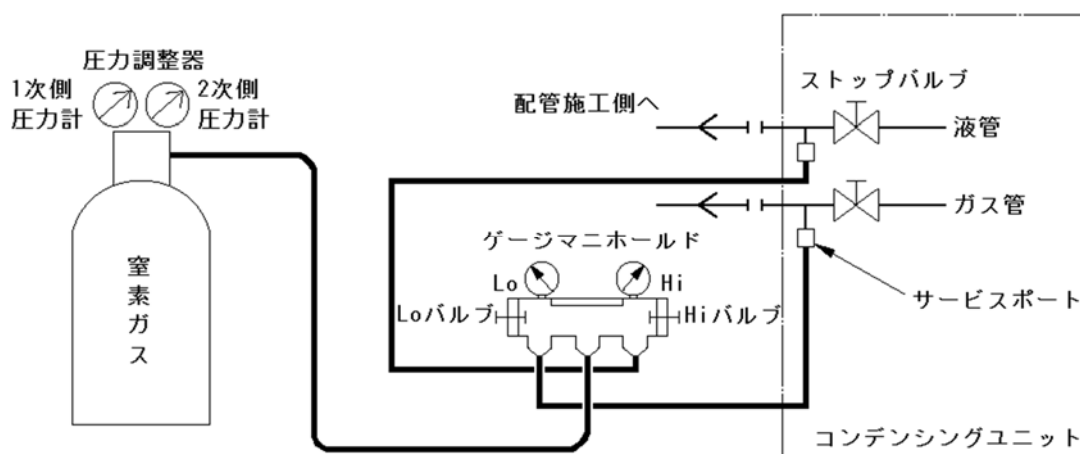 圧力調整器
1次側
圧力計
2次側
圧力計
窒素ガス
配管施工側へ
ストップバルブ
液管
ガス管
ゲージマニホールド
Lo
Hi
Loバルブ
Hiバルブ
サービスポート
コンデンシングユニット